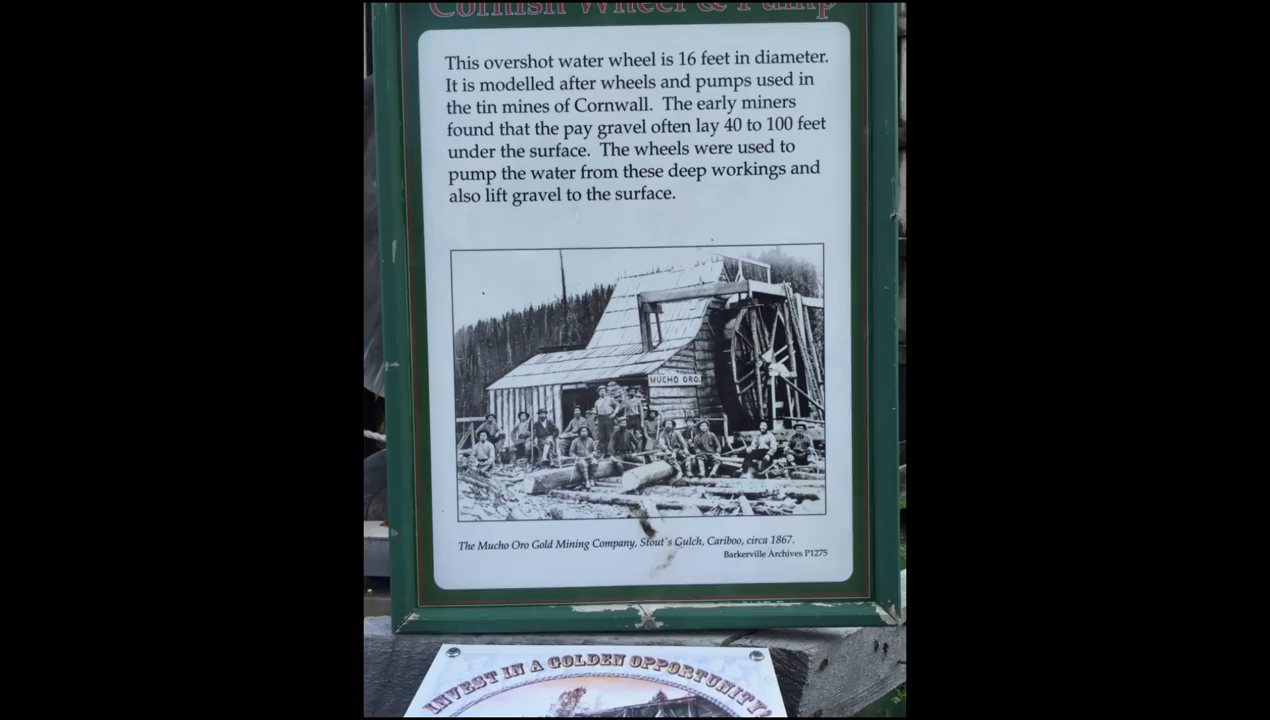 Cornish Wheel & Pump
This overshot water wheel is 16 feet in diameter.
It is modelled after wheels and pumps used in
the tin mines of Cornwall. The early miners
found that the pay gravel often lay 40 to 100 feet
under the surface. The wheels were used to
pump the water from these deep workings and
also lift gravel to the surface.
MUCHO ORO.
The Mucho Oro Gold Mining Company, Stout's Gulch, Cariboo, circa 1867.
Barkerville Archives P1275
INVEST IN A GOLDEN OPPORTUNITY!